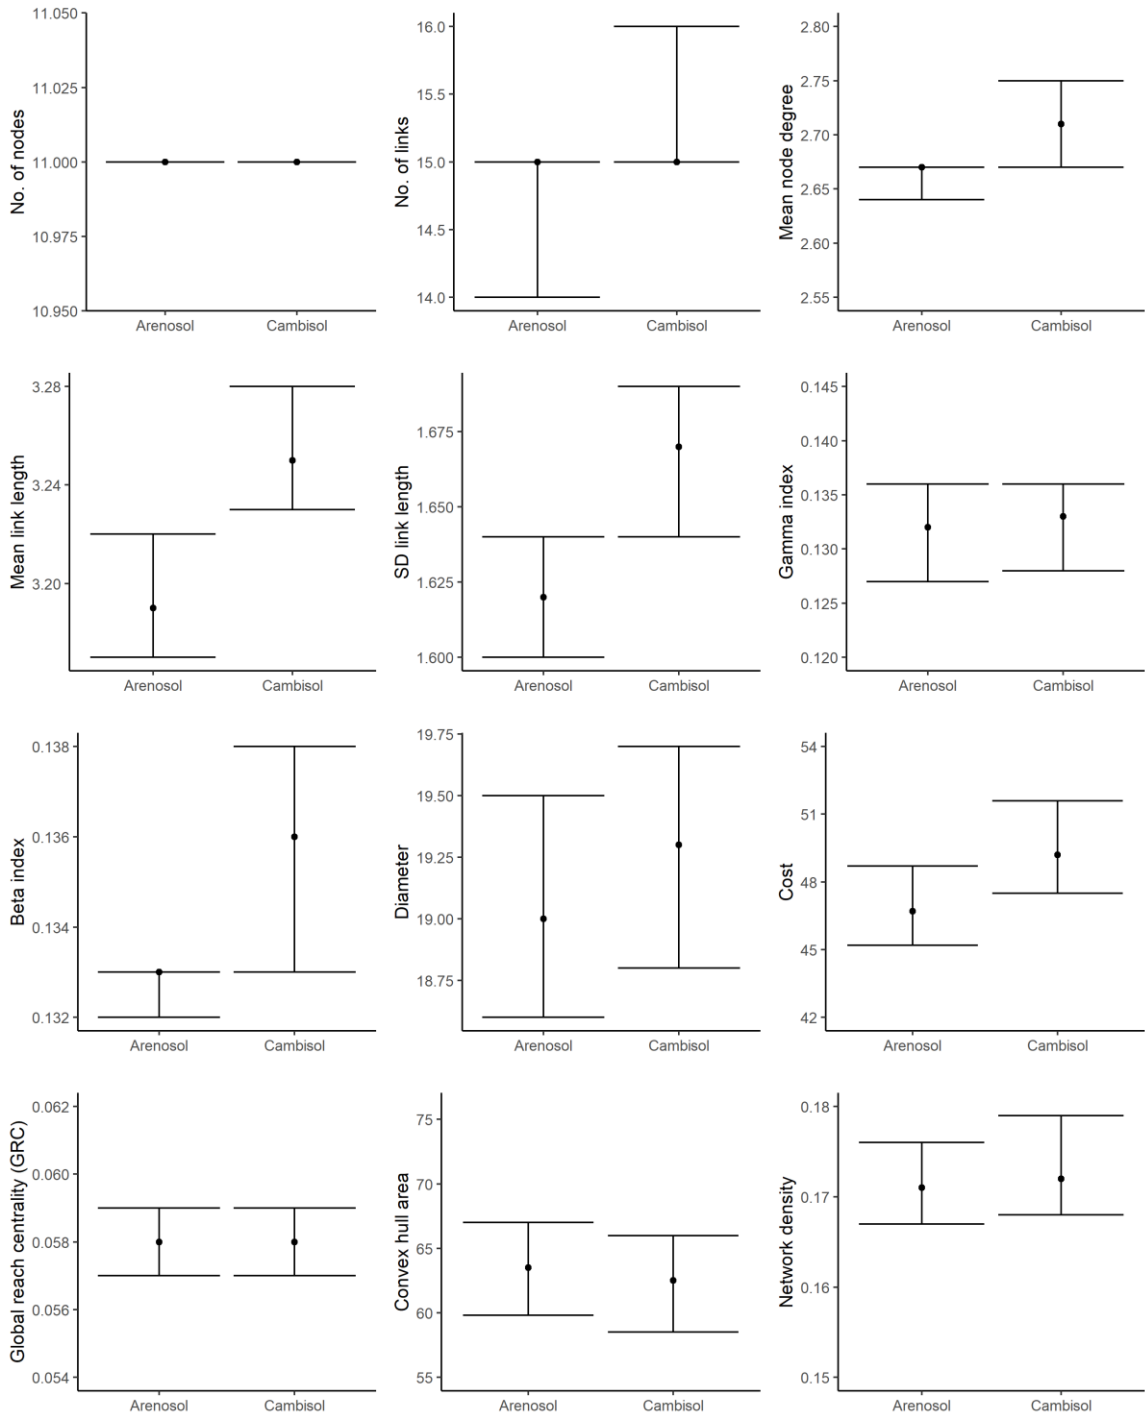 No. of nodes
11.050
11.025
11.000
10.975
10.950
Arenosol
Cambisol
No. of links
16.0
15.5
15.0
14.5
14.0
Arenosol
Cambisol
Mean node degree
2.80
2.75
2.70
2.65
2.60
2.55
Arenosol
Cambisol
Mean link length
3.28
3.24
3.20
Arenosol
Cambisol
SD link length
1.675
1.650
1.625
1.600
Arenosol
Cambisol
Gamma index
0.145
0.140
0.135
0.130
0.125
0.120
Arenosol
Cambisol
Beta index
0.138
0.136
0.134
0.132
Arenosol
Cambisol
Diameter
19.75
19.50
19.25
19.00
18.75
Arenosol
Cambisol
Cost
54
51
48
45
42
Arenosol
Cambisol
Global reach centrality (GRC)
0.062
0.060
0.058
0.056
0.054
Arenosol
Cambisol
Convex hull area
75
70
65
60
55
Arenosol
Cambisol
Network density
0.18
0.17
0.16
0.15
Arenosol
Cambisol